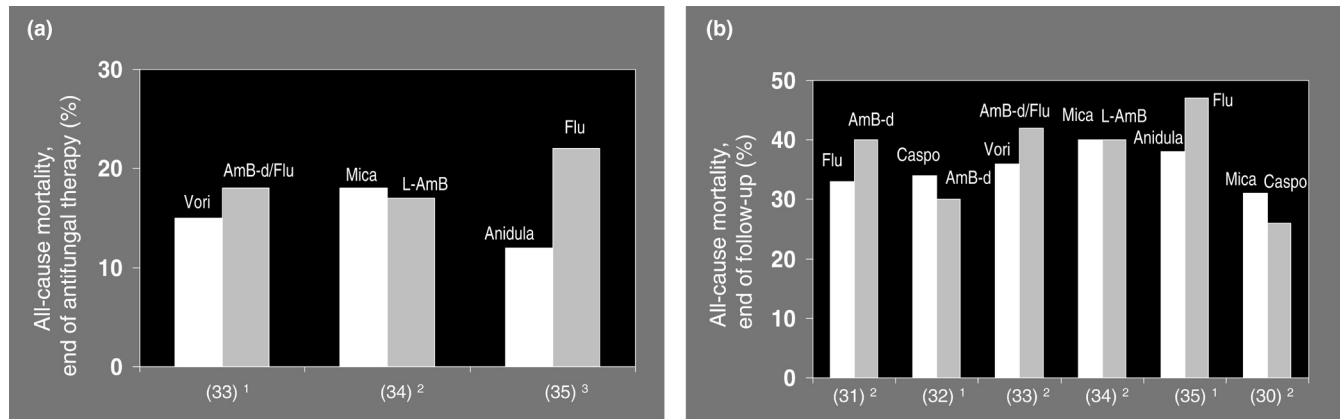 (a)
All-cause mortality,
end of antifungal therapy (%)
30
20
10
0
Vori
AmB-d/Flu
Mica
L-AmB
Anidula
Flu
(33) ¹
(34) ²
(35) ³
(b)
All-cause mortality,
end of follow-up (%)
50
40
30
20
10
0
Flu
AmB-d
Caspo
AmB-d
Vori
AmB-d/Flu
Mica
L-AmB
Anidula
Flu
Mica
Caspo
(31) ²
(32) ¹
(33) ²
(34) ²
(35) ¹
(30) ²